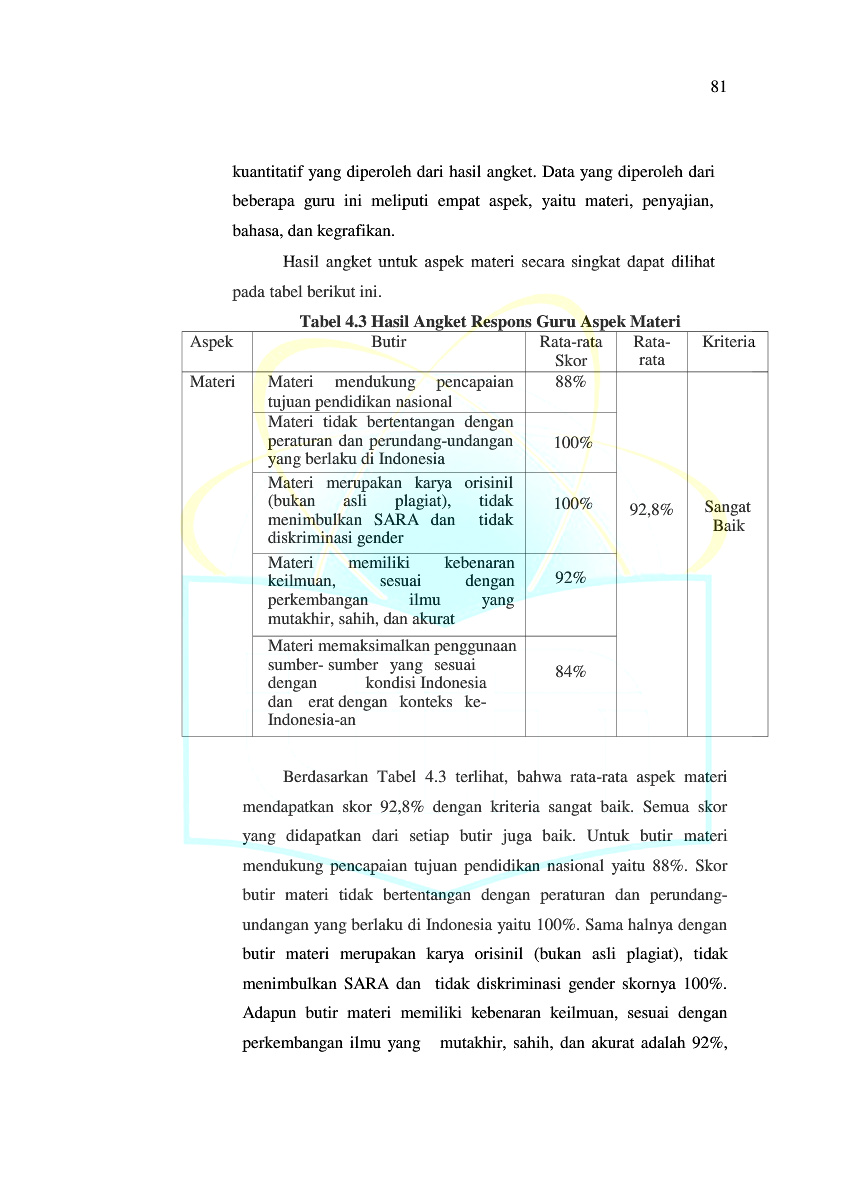 81
kuantitatif yang diperoleh dari hasil angket. Data yang diperoleh dari
beberapa guru ini meliputi empat aspek, yaitu materi, penyajian,
bahasa, dan kegrafikan.
Hasil angket untuk aspek materi secara singkat dapat dilihat
pada tabel berikut ini.
Tabel 4.3 Hasil Angket Respons Guru Aspek Materi
Aspek Butir Rata-rata Rata- Kriteria
Skor rata
Materi Materi mendukung pencapaian 88%
tujuan pendidikan nasional
Materi tidak bertentangan dengan
peraturan dan perundang-undangan 100%
yang berlaku di Indonesia
Materi merupakan karya orisinil
(bukan asli plagiat), tidak 100%
menimbulkan SARA dan tidak
diskriminasi gender
92,8% Sangat
Baik
Materi memiliki kebenaran
keilmuan, sesuai dengan 92%
perkembangan ilmu yang
mutakhir, sahih, dan akurat
Materi memaksimalkan penggunaan
sumber- sumber yang sesuai
dengan kondisi Indonesia 84%
dan erat dengan konteks ke-
Indonesia-an
Berdasarkan Tabel 4.3 terlihat, bahwa rata-rata aspek materi
mendapatkan skor 92,8% dengan kriteria sangat baik. Semua skor
yang didapatkan dari setiap butir juga baik. Untuk butir materi
mendukung pencapaian tujuan pendidikan nasional yaitu 88%. Skor
butir materi tidak bertentangan dengan peraturan dan perundang-
undangan yang berlaku di Indonesia yaitu 100%. Sama halnya dengan
butir materi merupakan karya orisinil (bukan asli plagiat), tidak
menimbulkan SARA dan tidak diskriminasi gender skornya 100%.
Adapun butir materi memiliki kebenaran keilmuan, sesuai dengan
perkembangan ilmu yang mutakhir, sahih, dan akurat adalah 92%,